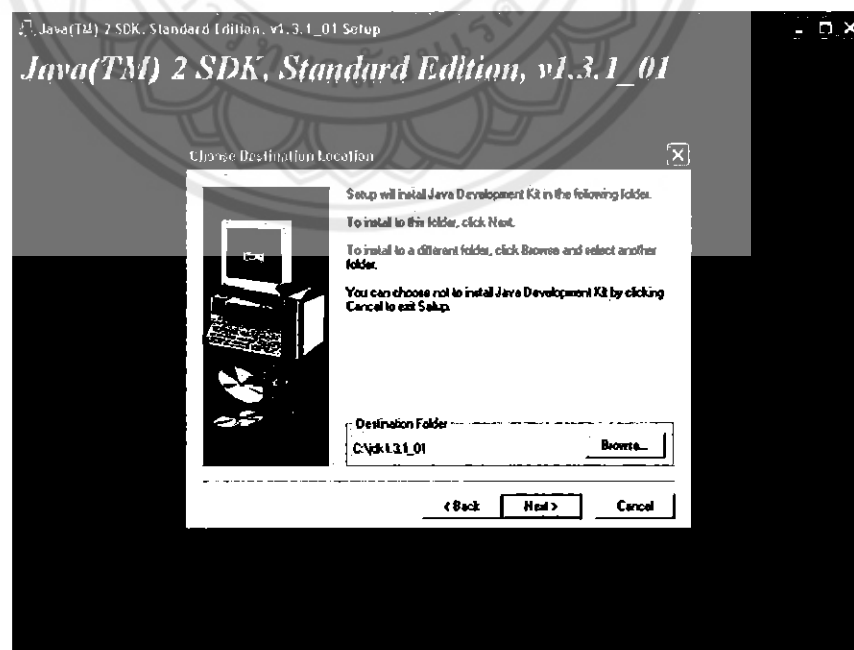 Java(TM) 2 SDK, Standard Edition, v1.3.1_01 Setup
Java(TM) 2 SDK, Standard Edition, v1.3.1_01
Choose Destination Location
Setup will install Java Development Kit in the following folder.
To install to this folder, click Next.
To install to a different folder, click Browse and select another
folder.
You can choose not to install Java Development Kit by clicking
Cancel to exit Setup.
Destination Folder
C:\jdk1.3.1_01
Browse...
< Back
Next >
Cancel